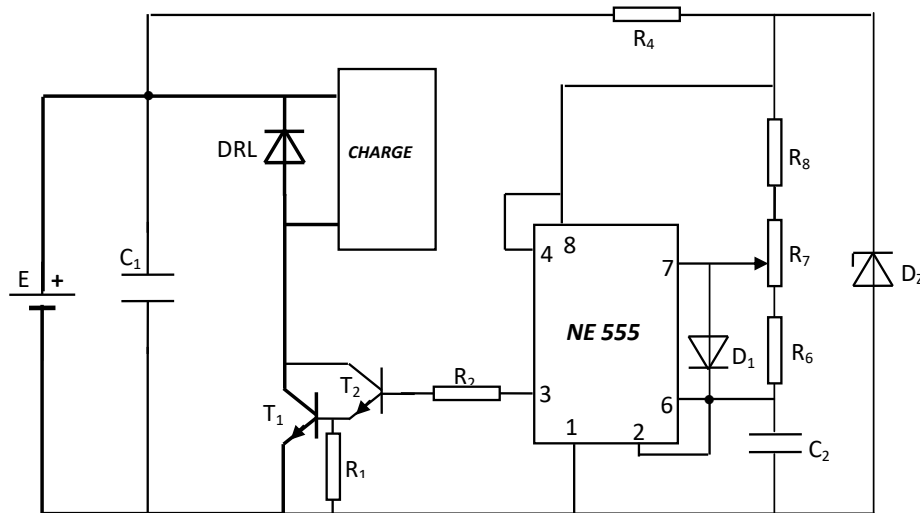 R₄
DRL
CHARGE
R₈
C₁
4
8
7
R₇
E
+
D_Z
NE 555
D₁
R₆
T₂
R₂
3
6
T₁
1
2
C₂
R₁